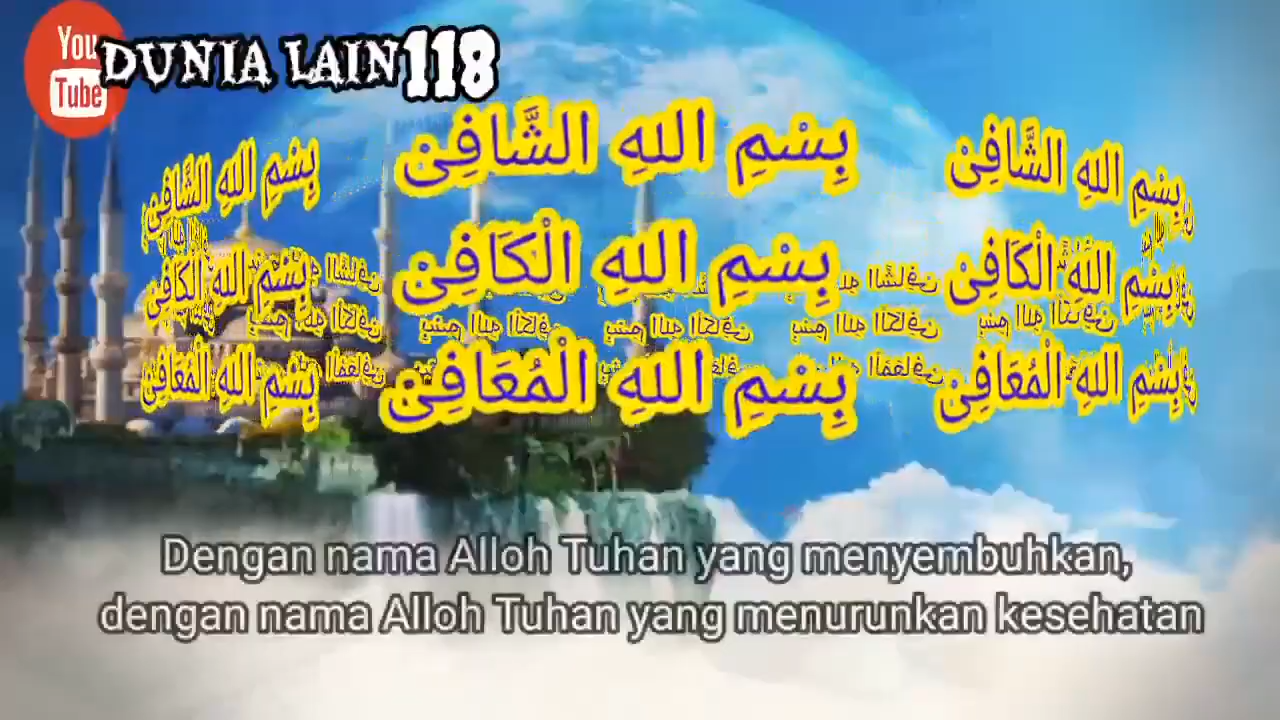 You
Tube
DUNIA LAIN 118
بِسْمِ اللهِ الشَّافِيْ
بِسْمِ اللهِ الشَّافِيْ
بِسْمِ اللهِ الشَّافِيْ
بِسْمِ اللهِ الْكَافِيْ
بِسْمِ اللهِ الْكَافِيْ
بِسْمِ اللهِ الْكَافِيْ
بِسْمِ اللهِ الْمُعَافِيْ
بِسْمِ اللهِ الْمُعَافِيْ
بِسْمِ اللهِ الْمُعَافِيْ
Dengan nama Alloh Tuhan yang menyembuhkan,
dengan nama Alloh Tuhan yang menurunkan kesehatan